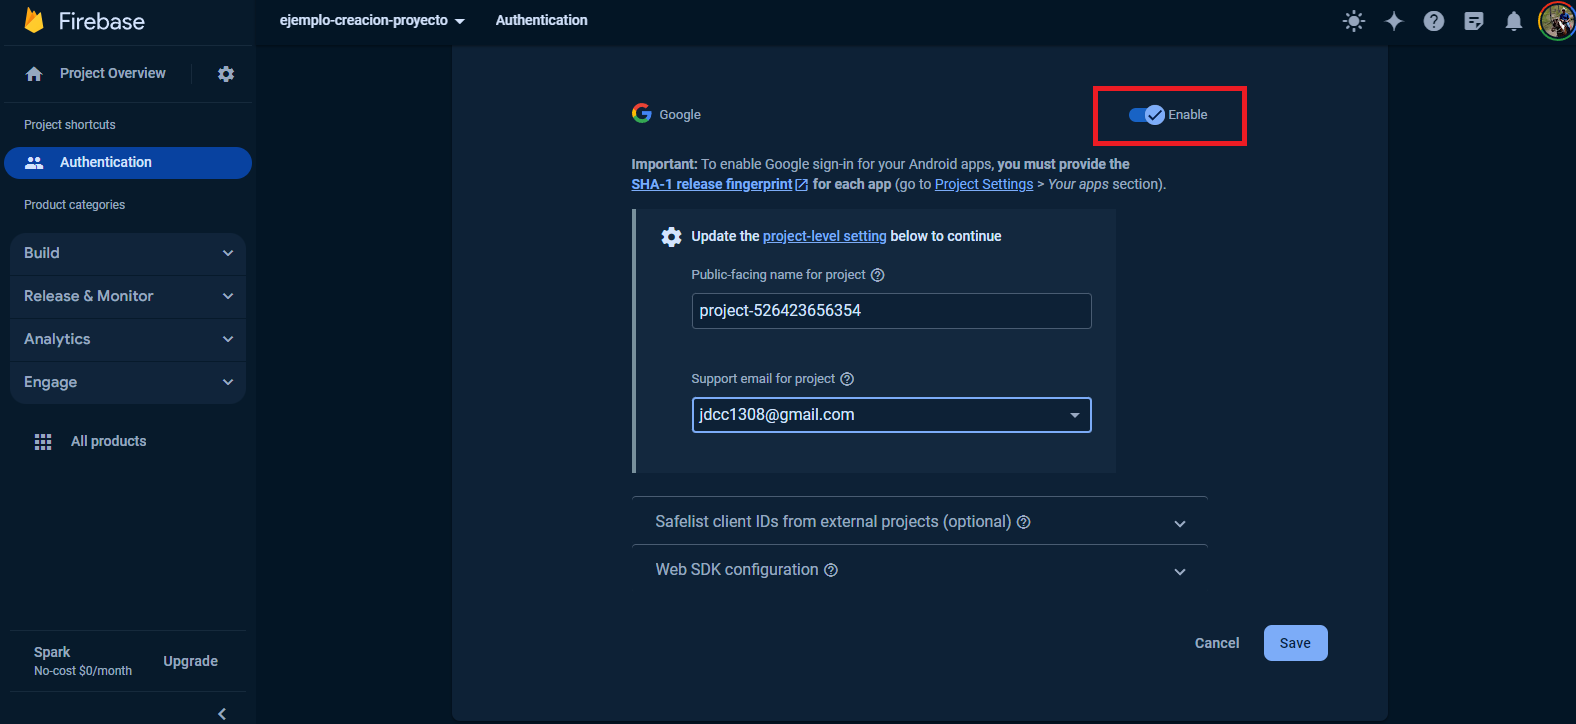 Firebase
ejemplo-creacion-proyecto
Authentication
Project Overview
Project shortcuts
Authentication
Product categories
Build
Release & Monitor
Analytics
Engage
All products
Spark
No-cost $0/month
Upgrade
Google
Enable
Important: To enable Google sign-in for your Android apps, you must provide the
SHA-1 release fingerprint for each app (go to Project Settings > Your apps section).
Update the project-level setting below to continue
Public-facing name for project
project-526423656354
Support email for project
jdcc1308@gmail.com
Safelist client IDs from external projects (optional)
Web SDK configuration
Cancel
Save